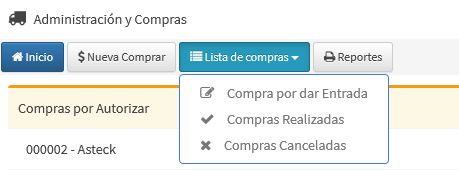 Administración y Compras
Inicio
$ Nueva Comprar
Lista de compras
Reportes
Compra por dar Entrada
Compras Realizadas
Compras Canceladas
Compras por Autorizar
000002 - Asteck